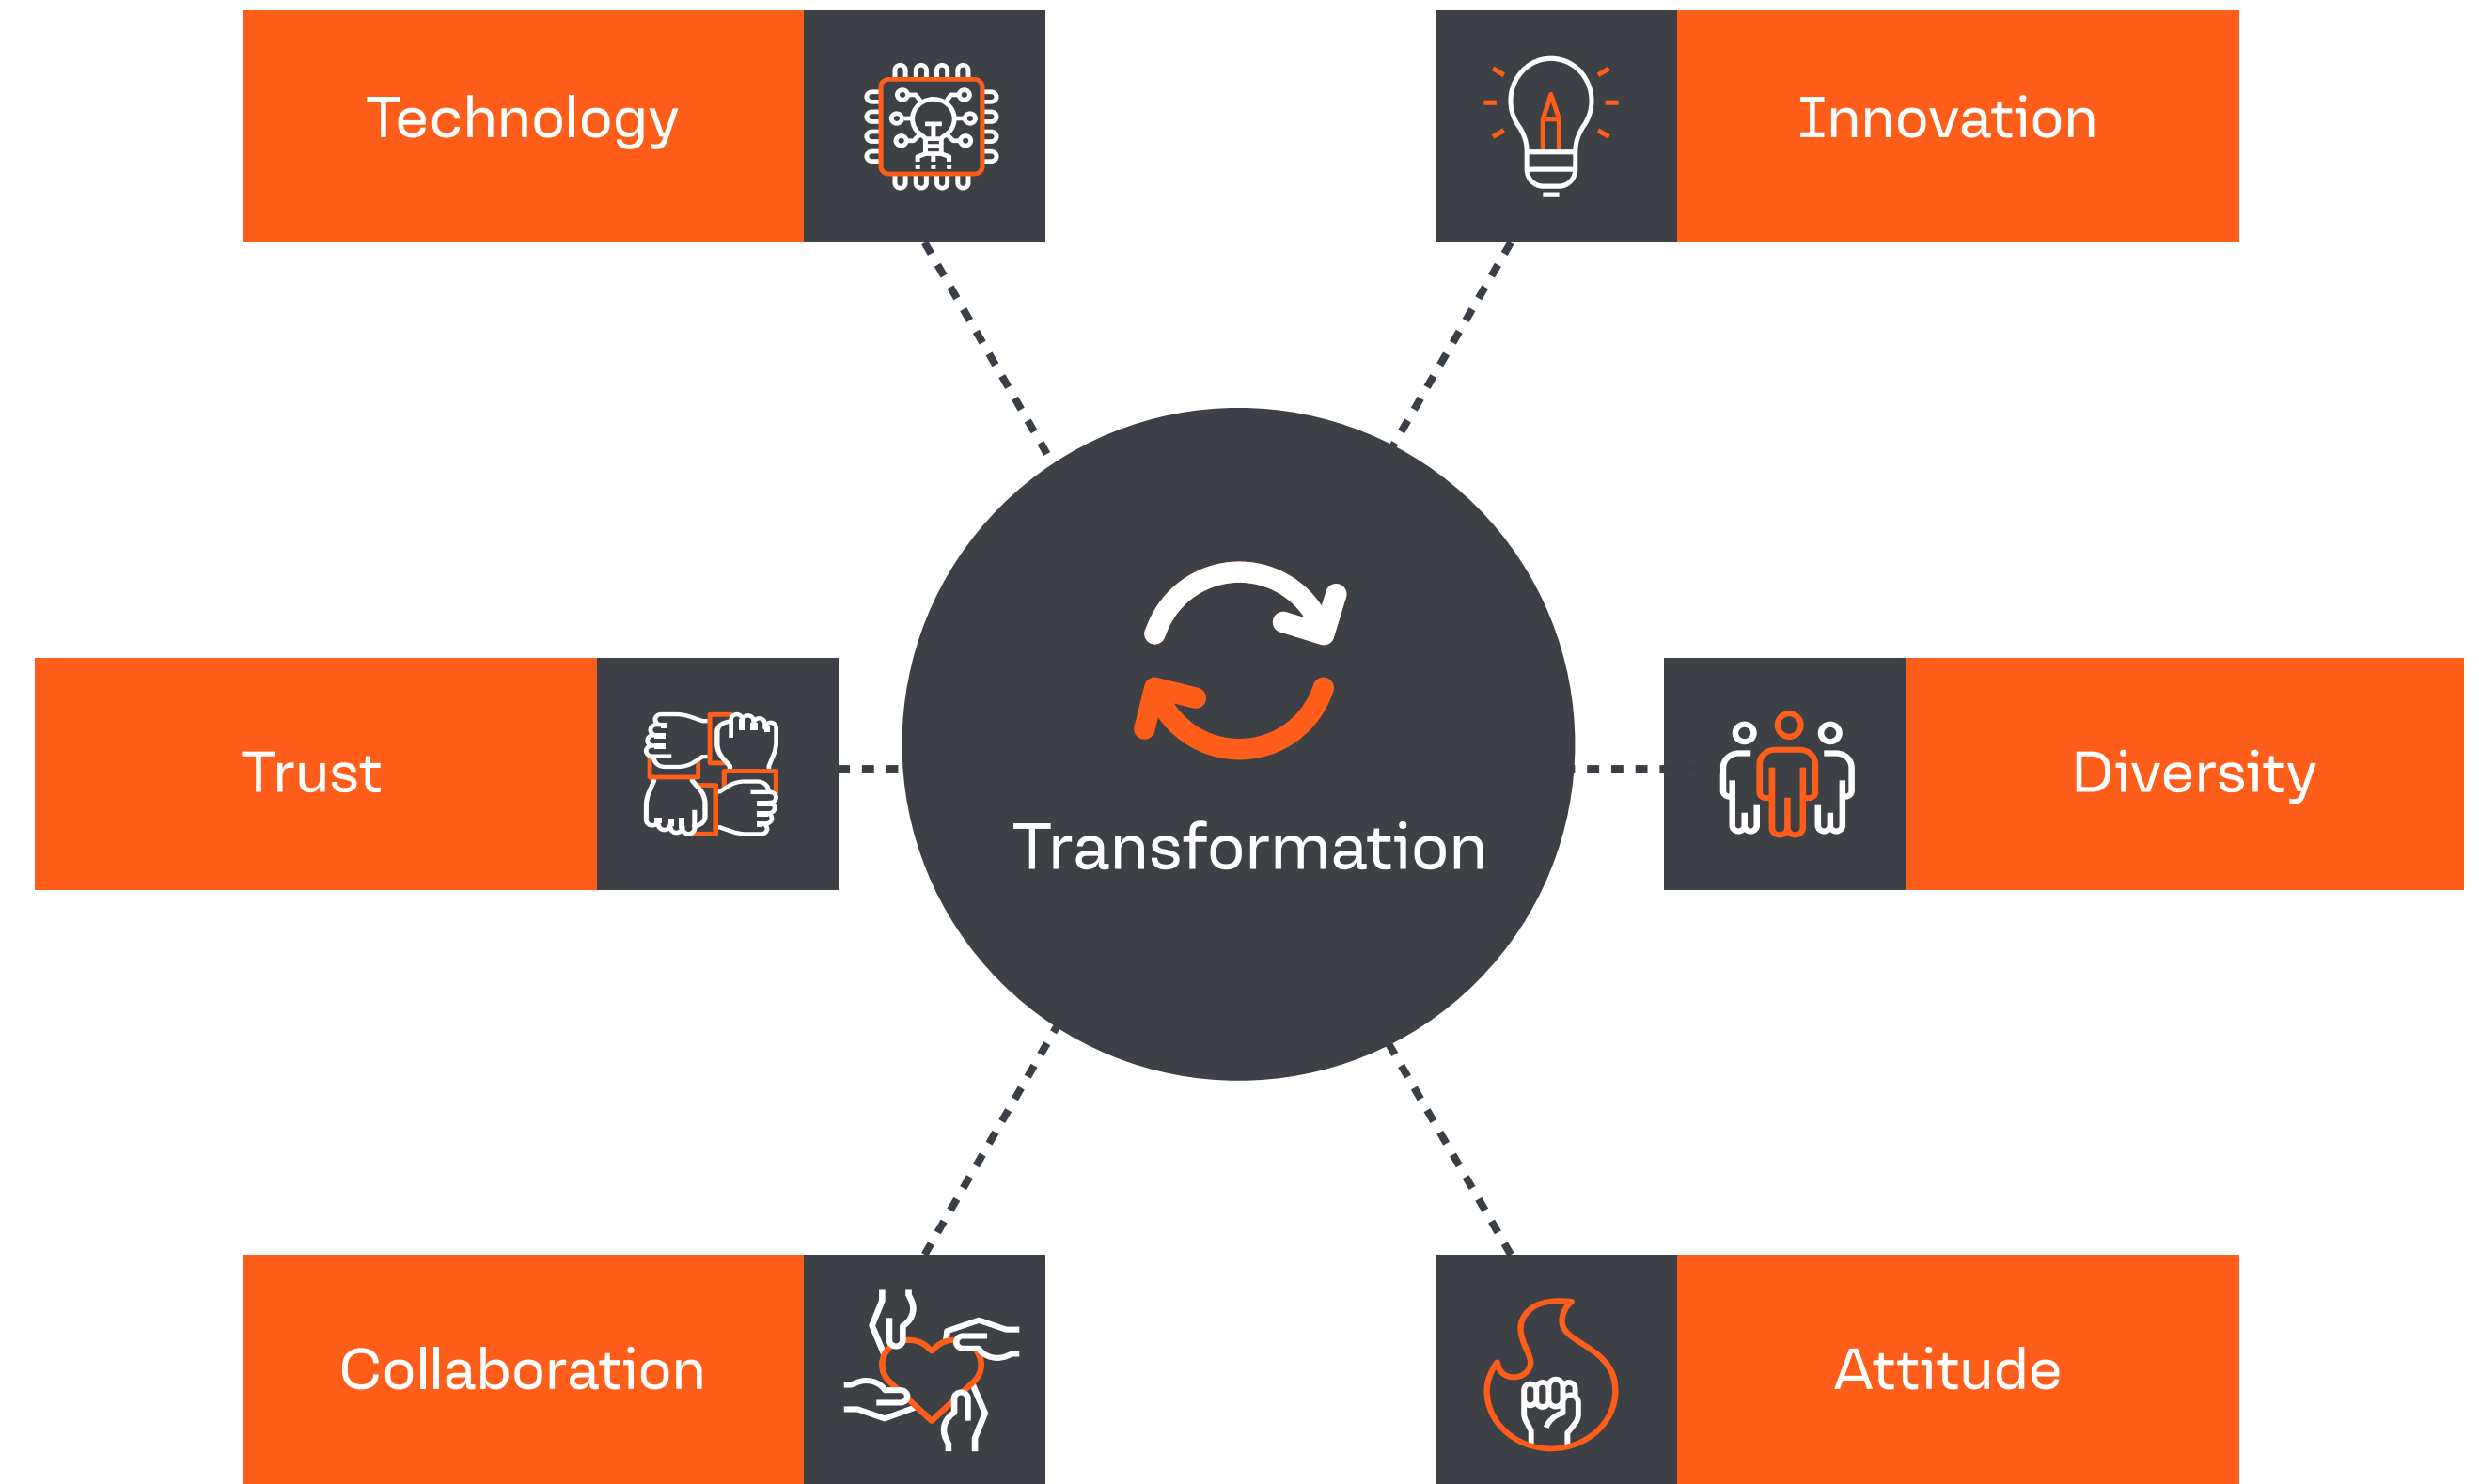 Technology
Innovation
Trust
Transformation
Diversity
Collaboration
Attitude